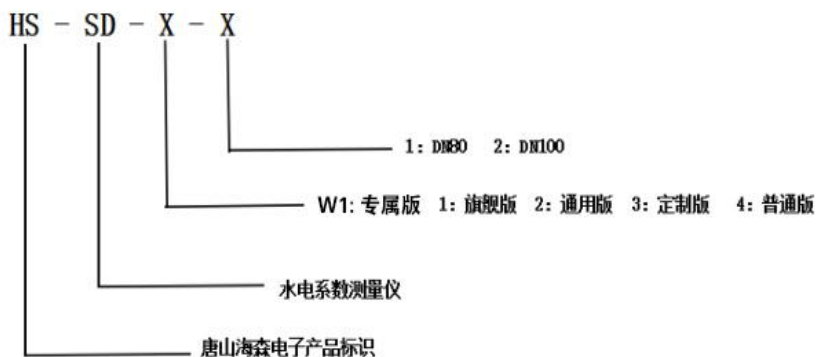 HS - SD - X - X
1: DN80 2: DN100
W1: 专属版 1: 旗舰版 2: 通用版 3: 定制版 4: 普通版
水电系数测量仪
唐山海森电子产品标识